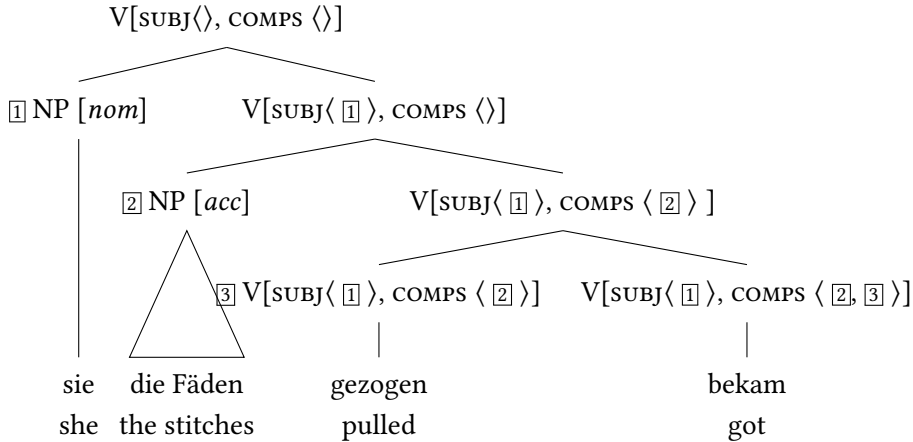 V[SUBJ⟨⟩, COMPS ⟨⟩]
1 NP [nom] V[SUBJ⟨ 1 ⟩, COMPS ⟨⟩]
2 NP [acc] V[SUBJ⟨ 1 ⟩, COMPS ⟨ 2 ⟩ ]
3 V[SUBJ⟨ 1 ⟩, COMPS ⟨ 2 ⟩] V[SUBJ⟨ 1 ⟩, COMPS ⟨ 2, 3 ⟩]
sie die Fäden gezogen bekam
she the stitches pulled got